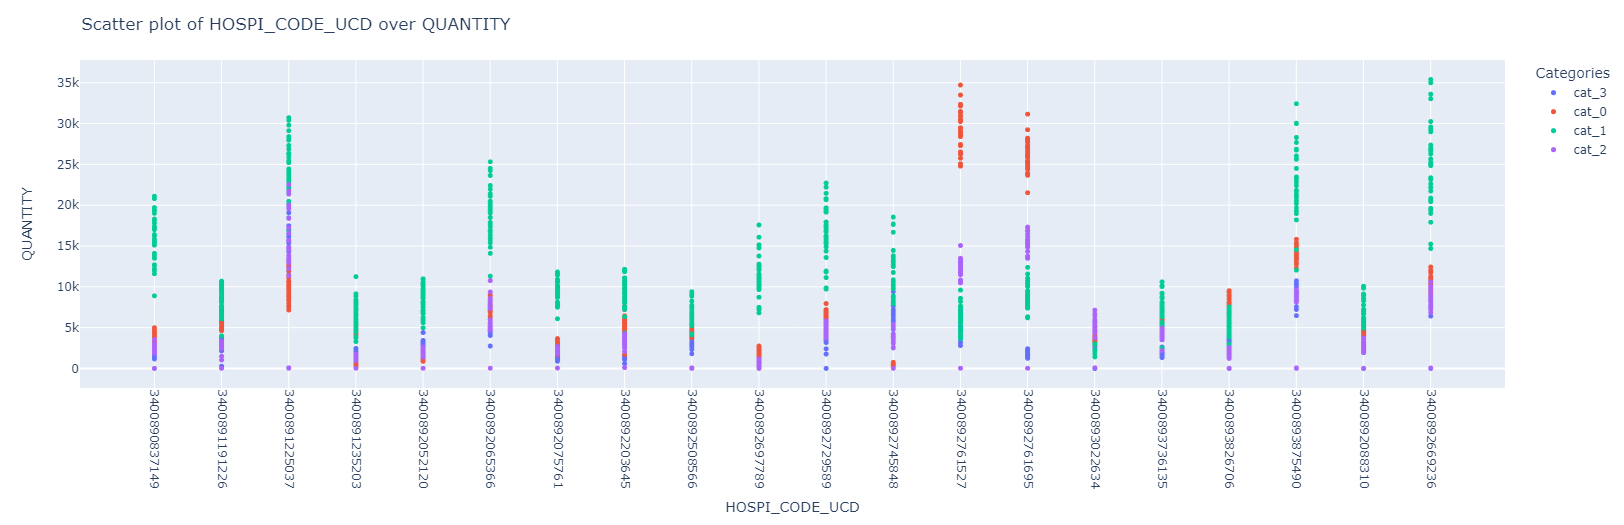 Scatter plot of HOSPI_CODE_UCD over QUANTITY
Categories
cat_3
cat_0
cat_1
cat_2
QUANTITY
35k
30k
25k
20k
15k
10k
5k
0
3400890837149
3400891191226
3400891225037
3400891235203
3400892052120
3400892065366
3400892075761
3400892203645
3400892508566
3400892697789
3400892729589
3400892745848
3400892761527
3400892761695
3400893022634
3400893736135
3400893826706
3400893875490
3400892088310
3400892669236
HOSPI_CODE_UCD